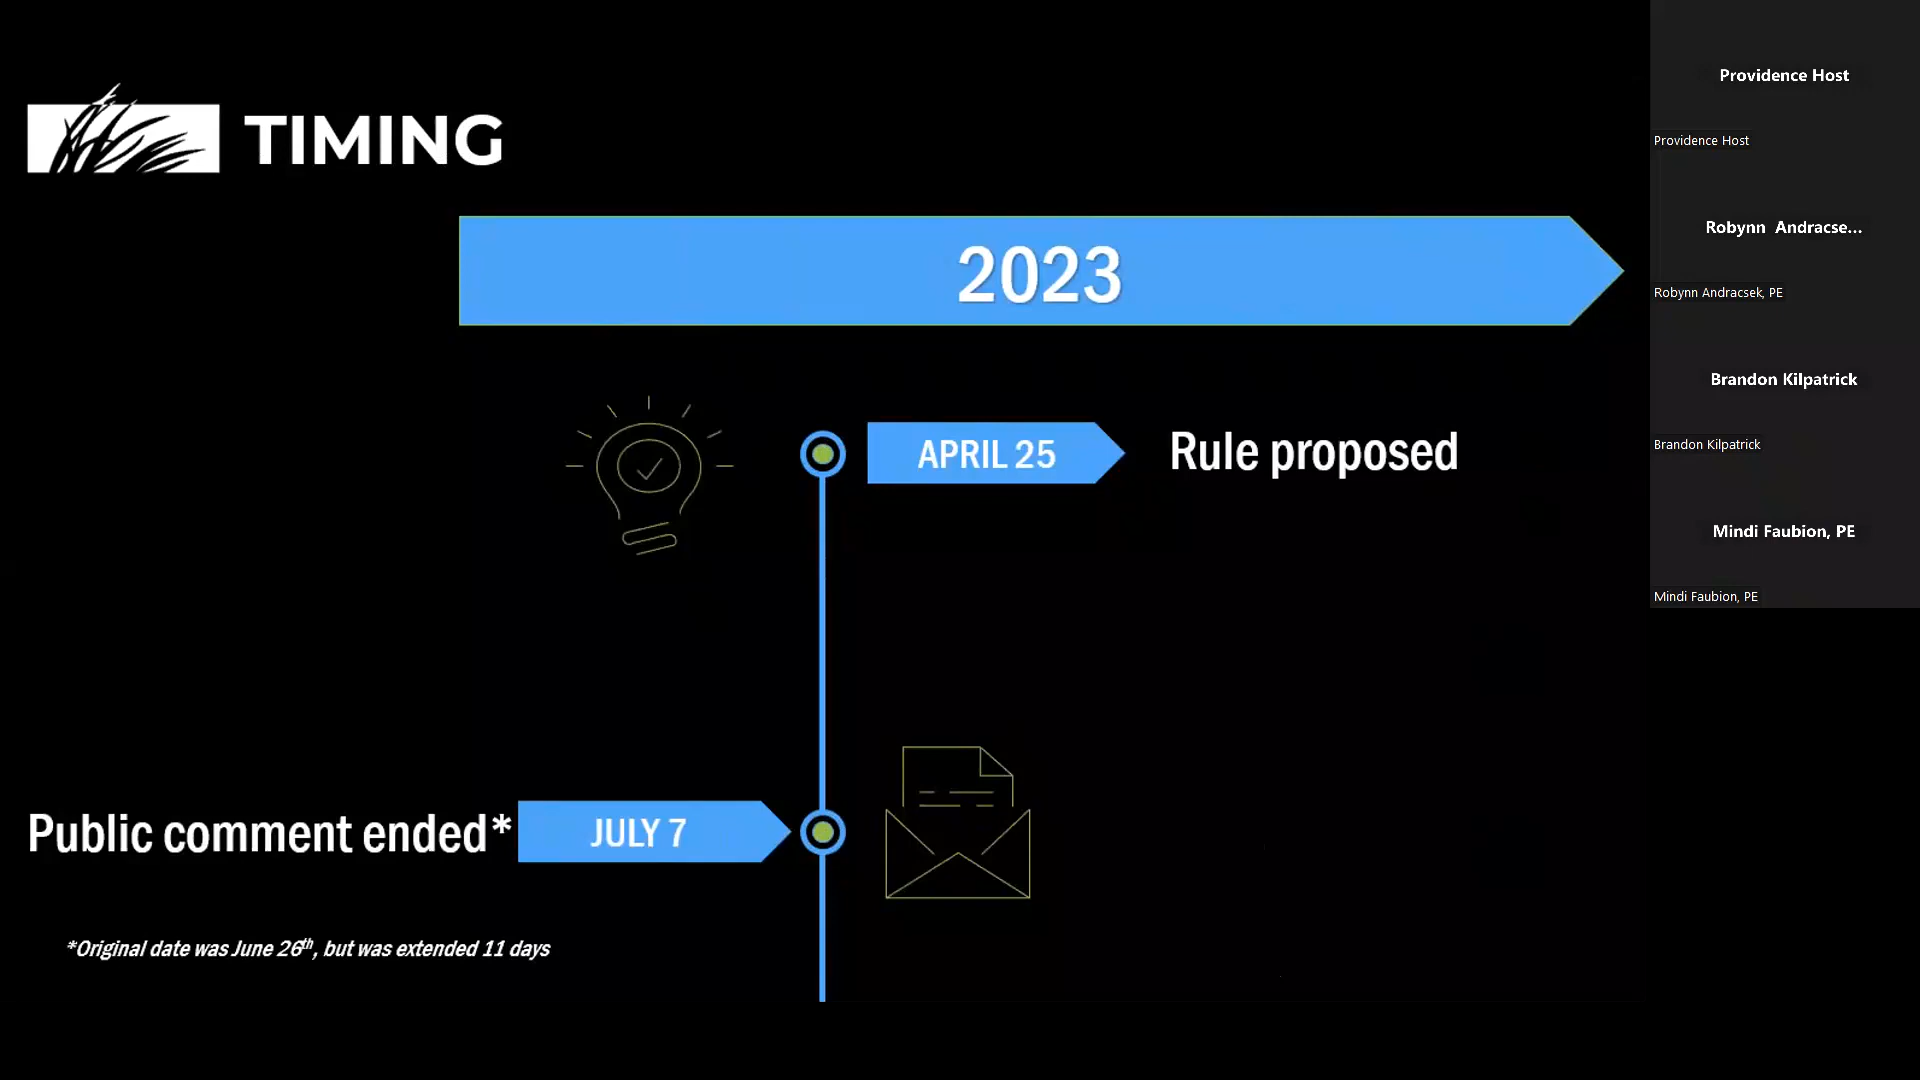 TIMING
2023
APRIL 25
Rule proposed
Public comment ended*
JULY 7
*Original date was June 26th, but was extended 11 days
Providence Host
Providence Host
Robynn Andracse...
Robynn Andracsek, PE
Brandon Kilpatrick
Brandon Kilpatrick
Mindi Faubion, PE
Mindi Faubion, PE